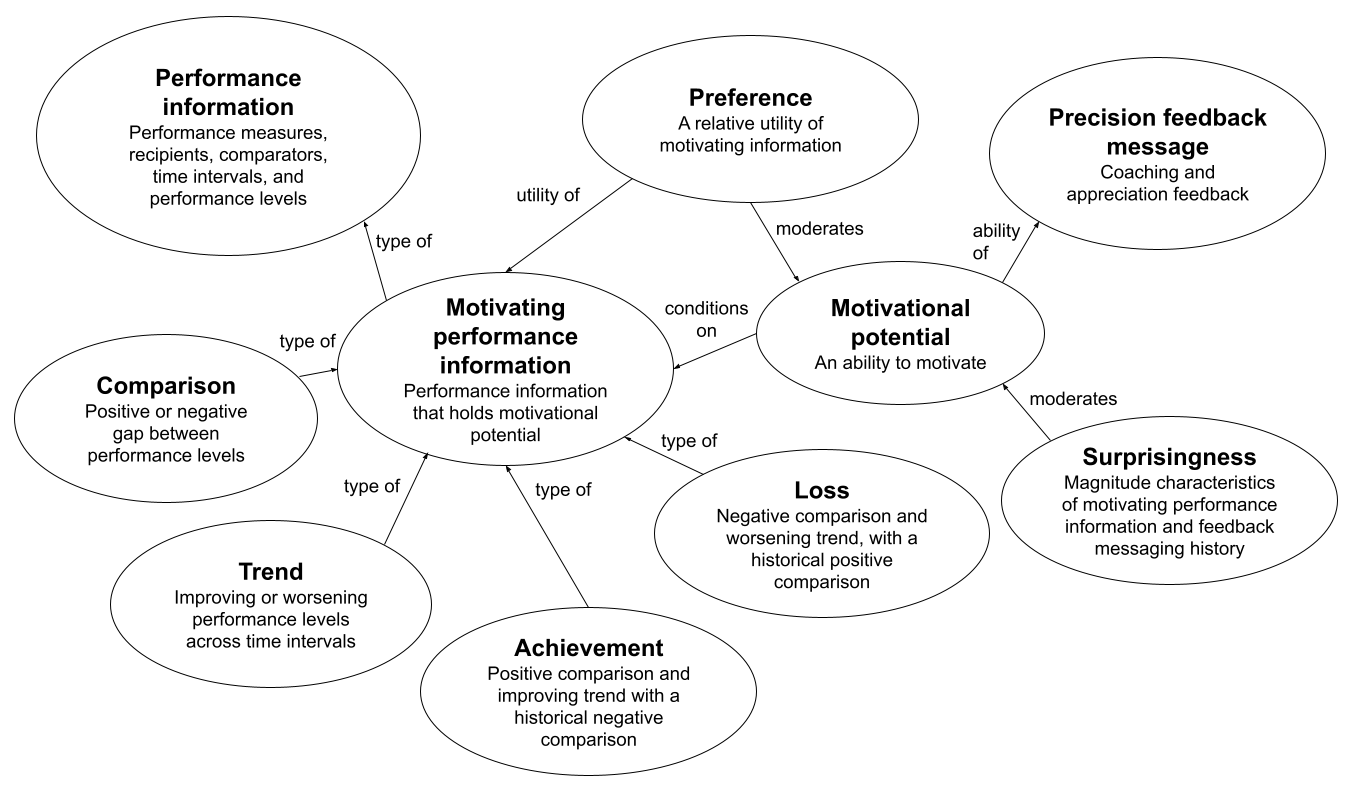 Performance
information
Performance measures,
recipients, comparators,
time intervals, and
performance levels
Preference
A relative utility of
motivating information
Precision feedback
message
Coaching and
appreciation feedback
utility of
moderates
ability
of
type of
Motivating
performance
information
Performance information
that holds motivational
potential
conditions
on
Motivational
potential
An ability to motivate
type of
Comparison
Positive or negative
gap between
performance levels
moderates
Surprisingness
Magnitude characteristics
of motivating performance
information and feedback
messaging history
type of
Loss
Negative comparison and
worsening trend, with a
historical positive
comparison
type of
Trend
Improving or worsening
performance levels
across time intervals
type of
Achievement
Positive comparison and
improving trend with a
historical negative
comparison